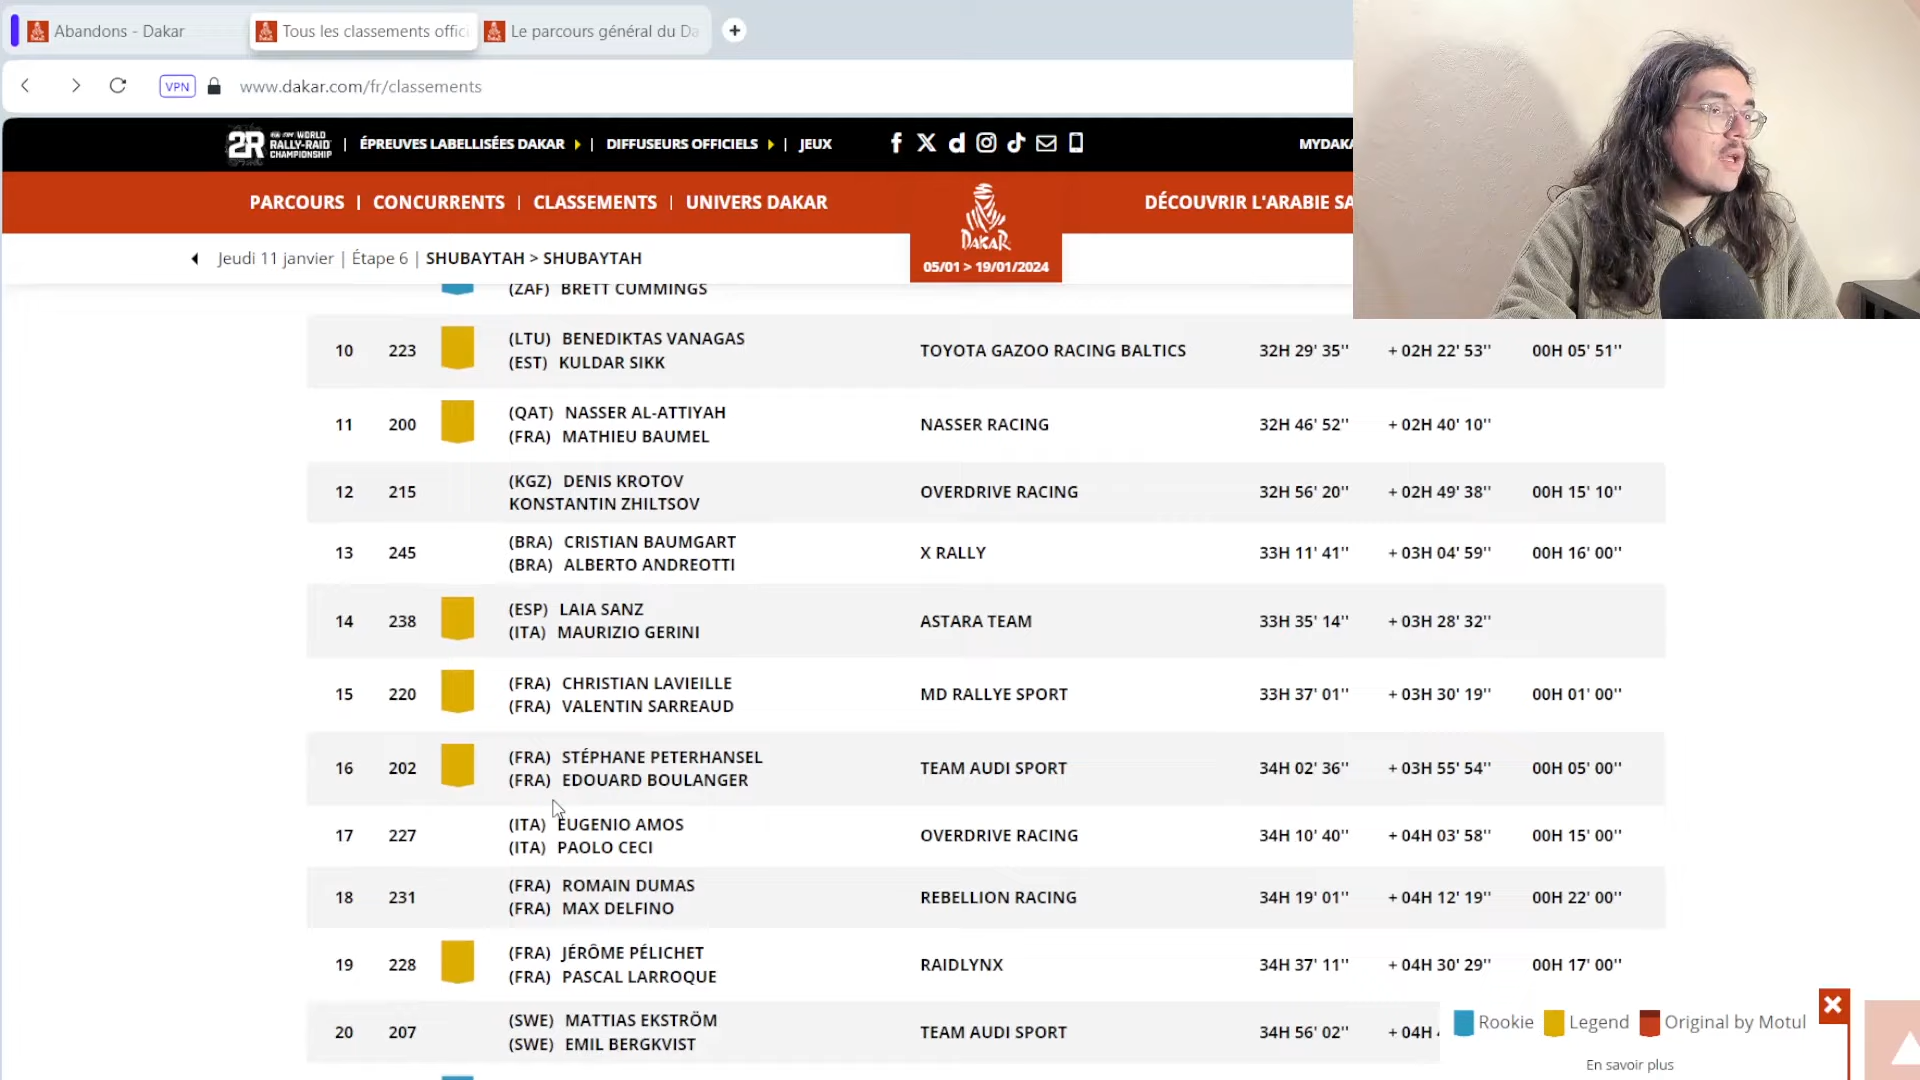 Abandons - Dakar
Tous les classements offic
Le parcours général du Da
VPN
www.dakar.com/fr/classements
2R WORLD RALLY-RAID CHAMPIONSHIP
ÉPREUVES LABELLISÉES DAKAR | DIFFUSEURS OFFICIELS | JEUX
MYDAKA
PARCOURS | CONCURRENTS | CLASSEMENTS | UNIVERS DAKAR
DAKAR
05/01 > 19/01/2024
DÉCOUVRIR L'ARABIE SA
Jeudi 11 janvier | Étape 6 | SHUBAYTAH > SHUBAYTAH
(ZAF) BRETT CUMMINGS
10 223 (LTU) BENEDIKTAS VANAGAS
(EST) KULDAR SIKK
TOYOTA GAZOO RACING BALTICS 32H 29' 35'' + 02H 22' 53'' 00H 05' 51''
11 200 (QAT) NASSER AL-ATTIYAH
(FRA) MATHIEU BAUMEL
NASSER RACING 32H 46' 52'' + 02H 40' 10''
12 215 (KGZ) DENIS KROTOV
KONSTANTIN ZHILTSOV
OVERDRIVE RACING 32H 56' 20'' + 02H 49' 38'' 00H 15' 10''
13 245 (BRA) CRISTIAN BAUMGART
(BRA) ALBERTO ANDREOTTI
X RALLY 33H 11' 41'' + 03H 04' 59'' 00H 16' 00''
14 238 (ESP) LAIA SANZ
(ITA) MAURIZIO GERINI
ASTARA TEAM 33H 35' 14'' + 03H 28' 32''
15 220 (FRA) CHRISTIAN LAVIEILLE
(FRA) VALENTIN SARREAUD
MD RALLYE SPORT 33H 37' 01'' + 03H 30' 19'' 00H 01' 00''
16 202 (FRA) STÉPHANE PETERHANSEL
(FRA) EDOUARD BOULANGER
TEAM AUDI SPORT 34H 02' 36'' + 03H 55' 54'' 00H 05' 00''
17 227 (ITA) EUGENIO AMOS
(ITA) PAOLO CECI
OVERDRIVE RACING 34H 10' 40'' + 04H 03' 58'' 00H 15' 00''
18 231 (FRA) ROMAIN DUMAS
(FRA) MAX DELFINO
REBELLION RACING 34H 19' 01'' + 04H 12' 19'' 00H 22' 00''
19 228 (FRA) JÉRÔME PÉLICHET
(FRA) PASCAL LARROQUE
RAIDLYNX 34H 37' 11'' + 04H 30' 29'' 00H 17' 00''
20 207 (SWE) MATTIAS EKSTRÖM
(SWE) EMIL BERGKVIST
TEAM AUDI SPORT 34H 56' 02'' + 04H
Rookie Legend Original by Motul
En savoir plus